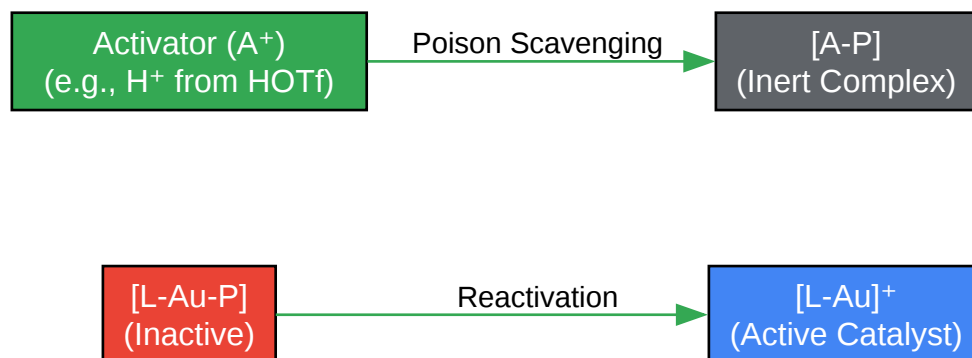 Activator (A⁺)
(e.g., H⁺ from HOTf)
Poison Scavenging
[A-P]
(Inert Complex)
[L-Au-P]
(Inactive)
Reactivation
[L-Au]⁺
(Active Catalyst)